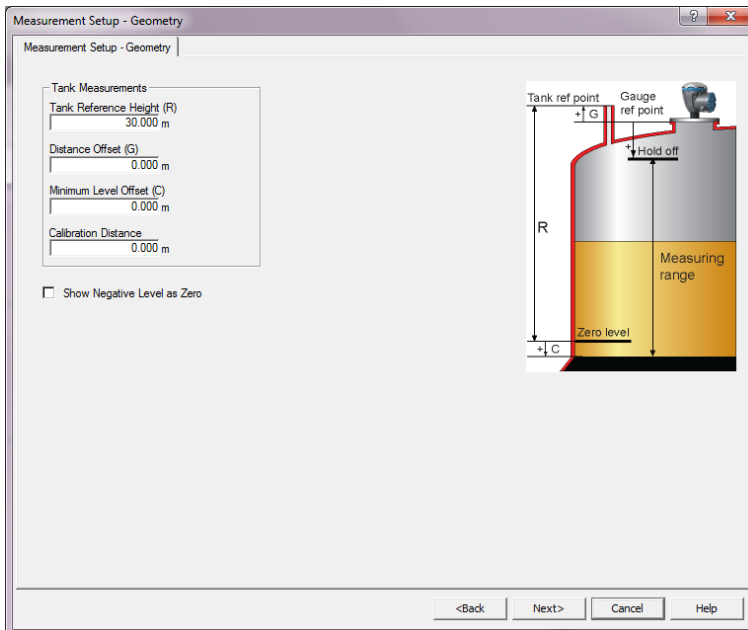 Measurement Setup - Geometry
?
X
Measurement Setup - Geometry
Tank Measurements
Tank Reference Height (R)
30.000 m
Distance Offset (G)
0.000 m
Minimum Level Offset (C)
0.000 m
Calibration Distance
0.000 m
Show Negative Level as Zero
Tank ref point
Gauge
ref point
+ G
+
Hold off
R
Measuring
range
Zero level
+ C
<Back
Next>
Cancel
Help